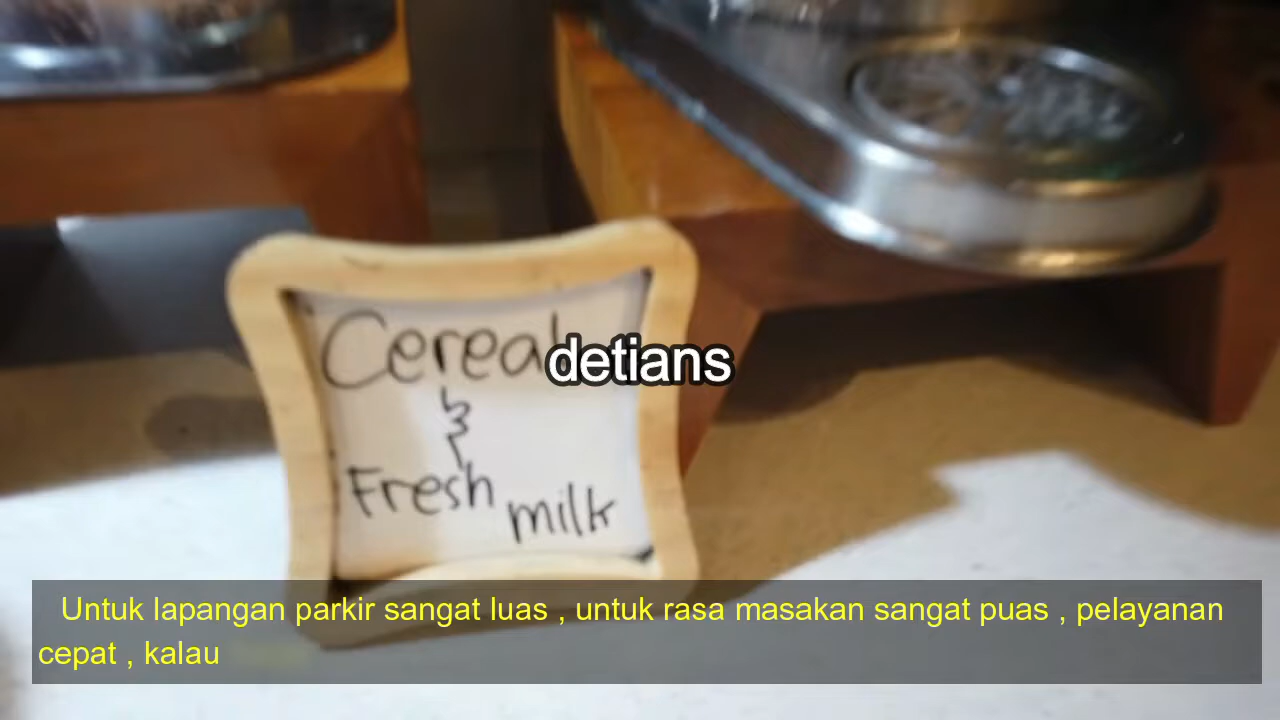 Cereal
detians
&
Fresh milk
Untuk lapangan parkir sangat luas , untuk rasa masakan sangat puas , pelayanan
cepat , kalau